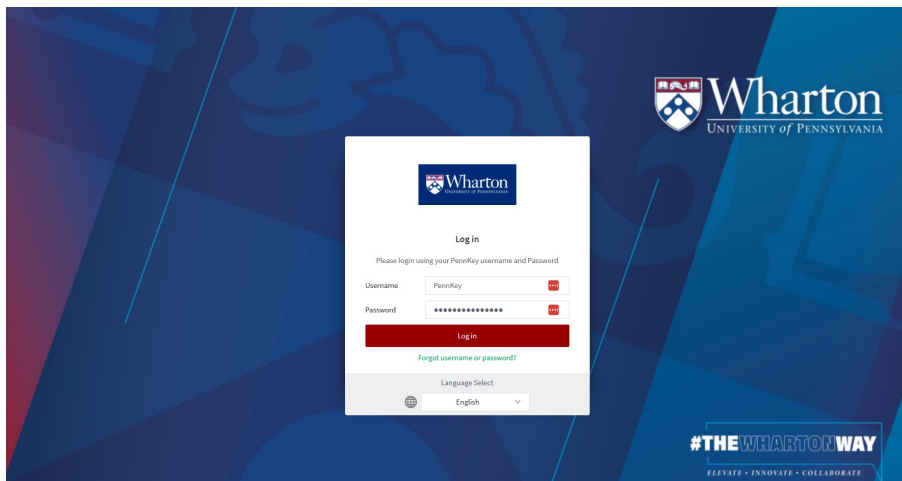 Wharton
UNIVERSITY of PENNSYLVANIA
Wharton
UNIVERSITY of PENNSYLVANIA
Log in
Please login using your PennKey username and Password
Username PennKey
Password •••••••••••••••
Log in
Forgot username or password?
Language Select
English
#THEWHARTONWAY
ELEVATE • INNOVATE • COLLABORATE